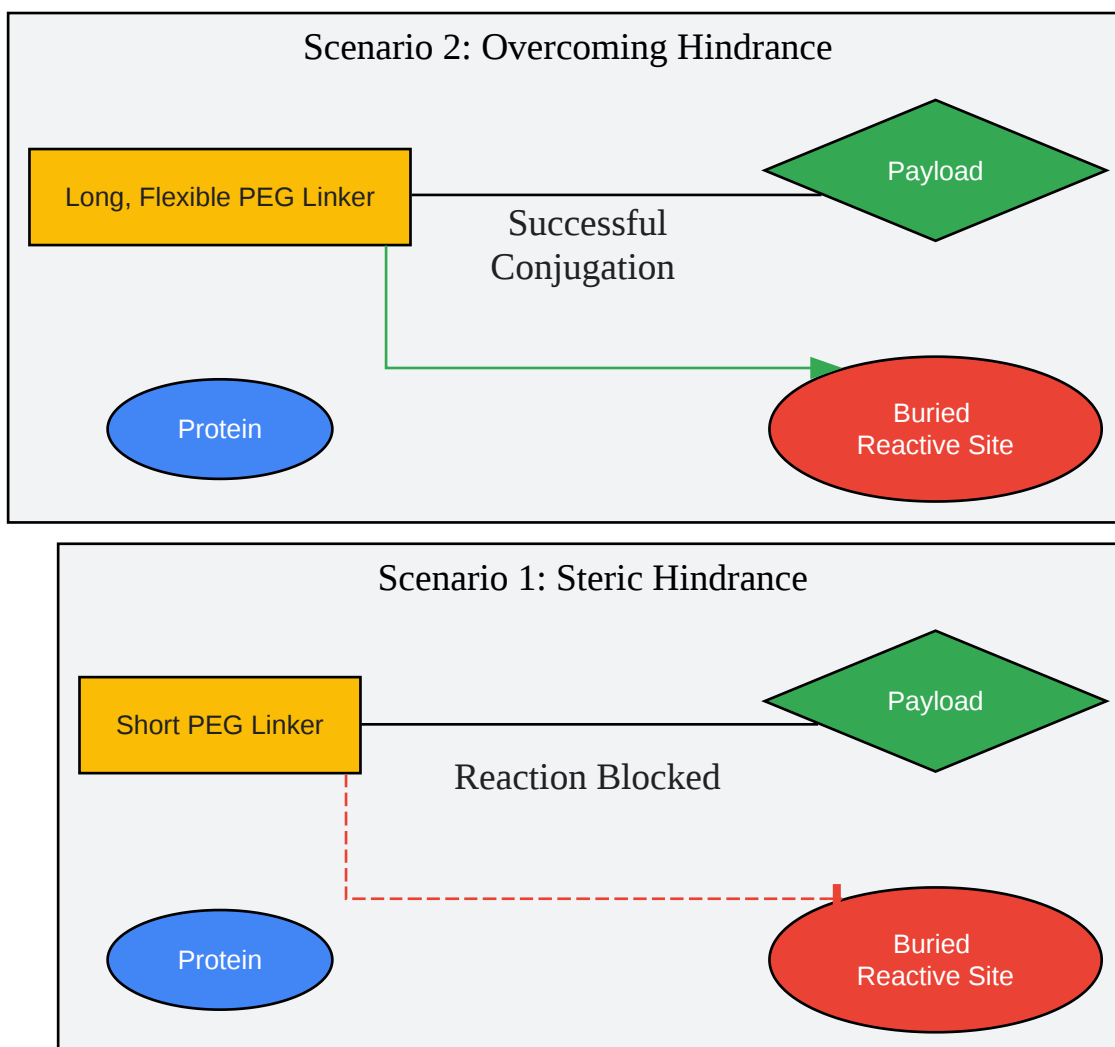 Scenario 2: Overcoming Hindrance
Long, Flexible PEG Linker
Payload
Successful
Conjugation
Protein
Buried
Reactive Site
Scenario 1: Steric Hindrance
Short PEG Linker
Payload
Reaction Blocked
Protein
Buried
Reactive Site